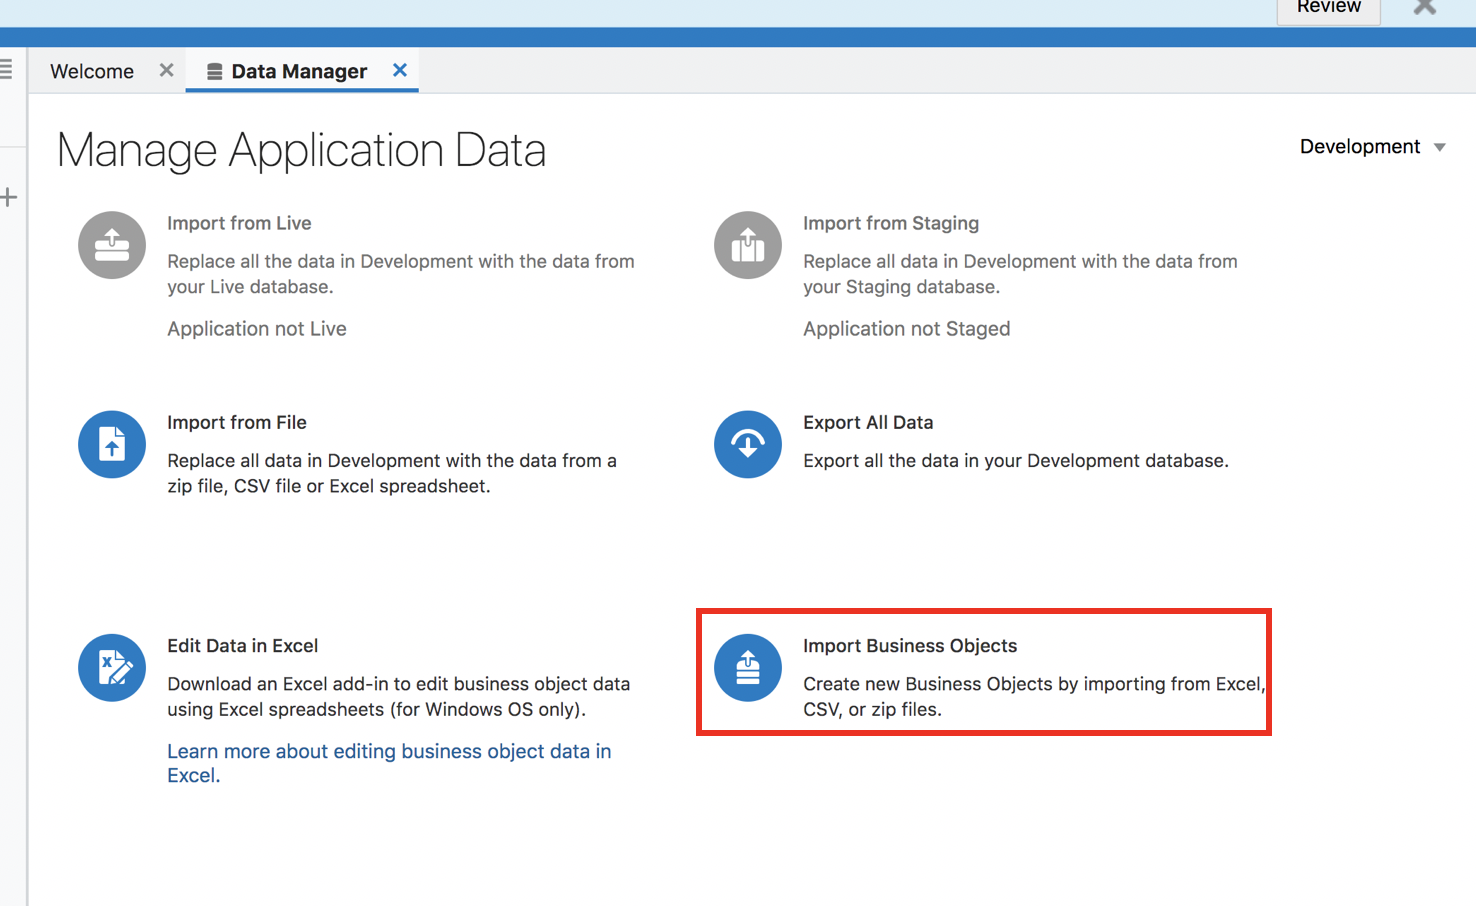 Review
Welcome
Data Manager
Manage Application Data
Development
Import from Live
Replace all the data in Development with the data from
your Live database.
Application not Live
Import from Staging
Replace all data in Development with the data from
your Staging database.
Application not Staged
Import from File
Replace all data in Development with the data from a
zip file, CSV file or Excel spreadsheet.
Export All Data
Export all the data in your Development database.
Edit Data in Excel
Download an Excel add-in to edit business object data
using Excel spreadsheets (for Windows OS only).
Learn more about editing business object data in
Excel.
Import Business Objects
Create new Business Objects by importing from Excel,
CSV, or zip files.